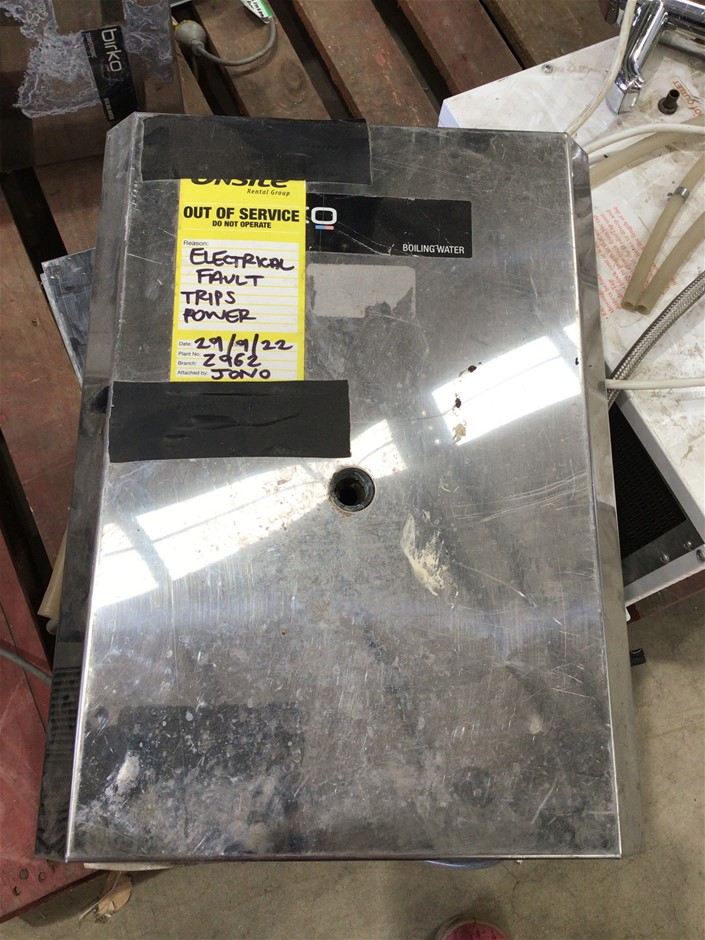 birko
Onsite
Rental Group
OUT OF SERVICE
DO NOT OPERATE
Reason:
ELECTRICAL
FAULT
TRIPS
POWER
Date: 29/9/22
Plant No: 2962
Branch:
Attached by: JONO
KO
BOILING WATER